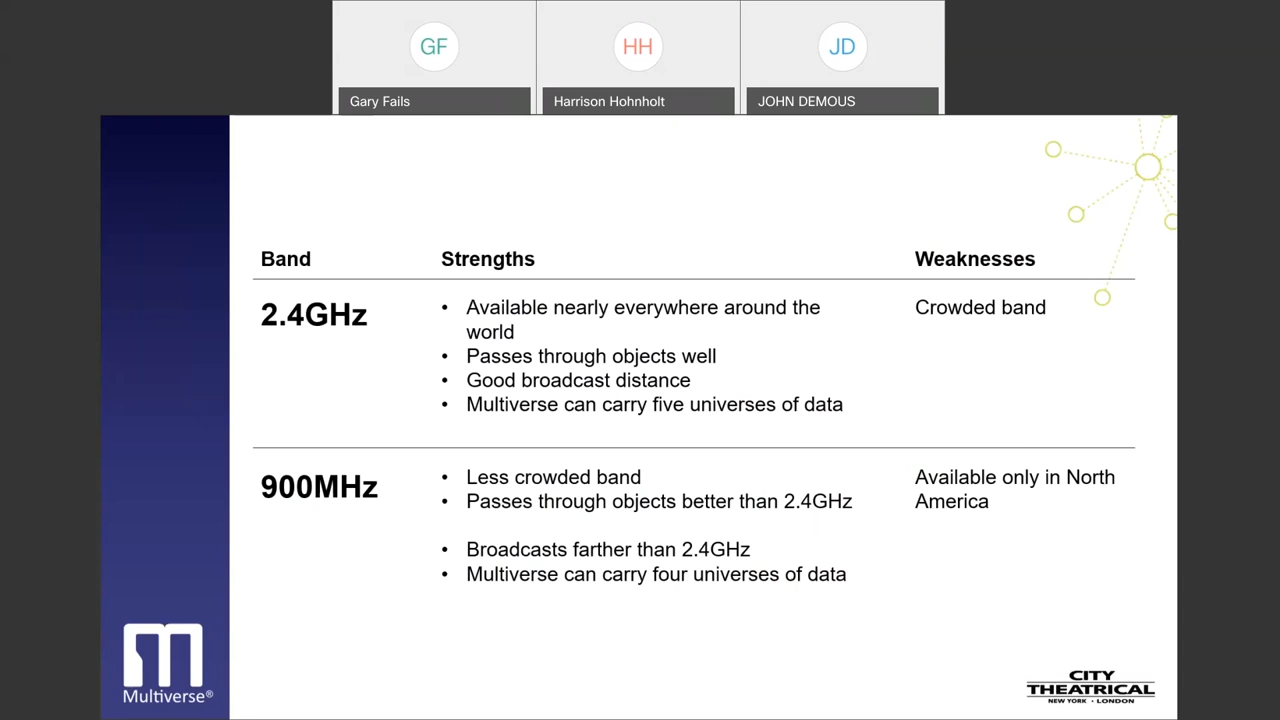 GF
HH
JD
Gary Fails
Harrison Hohnholt
JOHN DEMOUS
Band
Strengths
Weaknesses
2.4GHz
• Available nearly everywhere around the
world
• Passes through objects well
• Good broadcast distance
• Multiverse can carry five universes of data
Crowded band
900MHz
• Less crowded band
• Passes through objects better than 2.4GHz
• Broadcasts farther than 2.4GHz
• Multiverse can carry four universes of data
Available only in North
America
Multiverse®
CITY
THEATRICAL
NEW YORK • LONDON